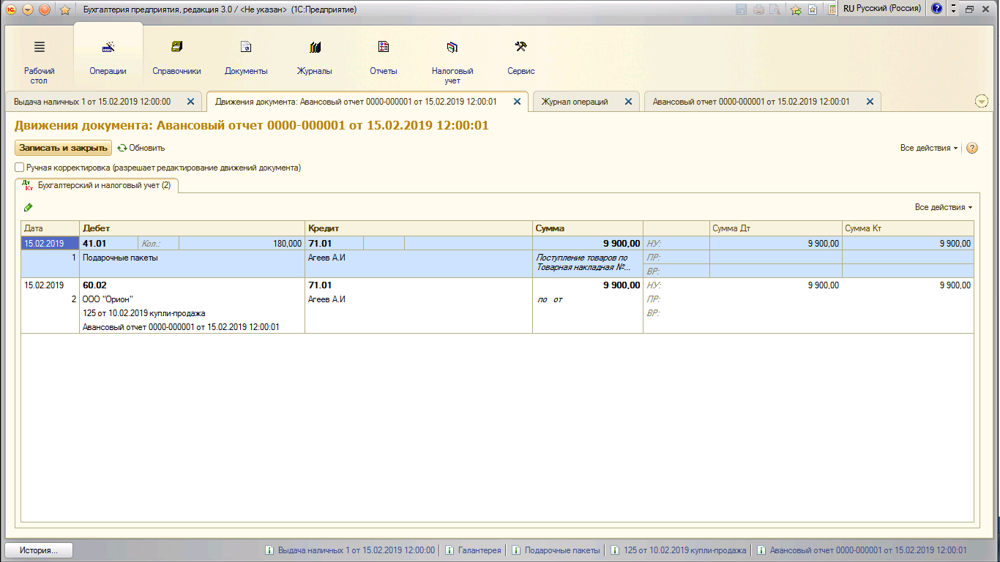 Бухгалтерия предприятия, редакция 3.0 / <Не указан> (1С:Предприятие)
RU Русский (Россия)
Рабочий стол
Операции
Справочники
Документы
Журналы
Отчеты
Налоговый учет
Сервис
Выдача наличных 1 от 15.02.2019 12:00:00
Движения документа: Авансовый отчет 0000-000001 от 15.02.2019 12:00:01
Журнал операций
Авансовый отчет 0000-000001 от 15.02.2019 12:00:01
Движения документа: Авансовый отчет 0000-000001 от 15.02.2019 12:00:01
Записать и закрыть
Обновить
Все действия
Ручная корректировка (разрешает редактирование движений документа)
Дт Кт Бухгалтерский и налоговый учет (2)
Все действия
Дата Дебет Кредит Сумма Сумма Дт Сумма Кт
15.02.2019 41.01 Кол.: 180,000 71.01 9 900,00 НУ: 9 900,00 9 900,00
1 Подарочные пакеты Агеев А.И Поступление товаров по ПР:
Товарная накладная №...
ВР:
15.02.2019 60.02 71.01 9 900,00 НУ: 9 900,00 9 900,00
2 ООО "Орион" Агеев А.И по от ПР:
125 от 10.02.2019 купли-продажа ВР:
Авансовый отчет 0000-000001 от 15.02.2019 12:00:01
История...
Выдача наличных 1 от 15.02.2019 12:00:00
Галантерея
Подарочные пакеты
125 от 10.02.2019 купли-продажа
Авансовый отчет 0000-000001 от 15.02.2019 12:00:01